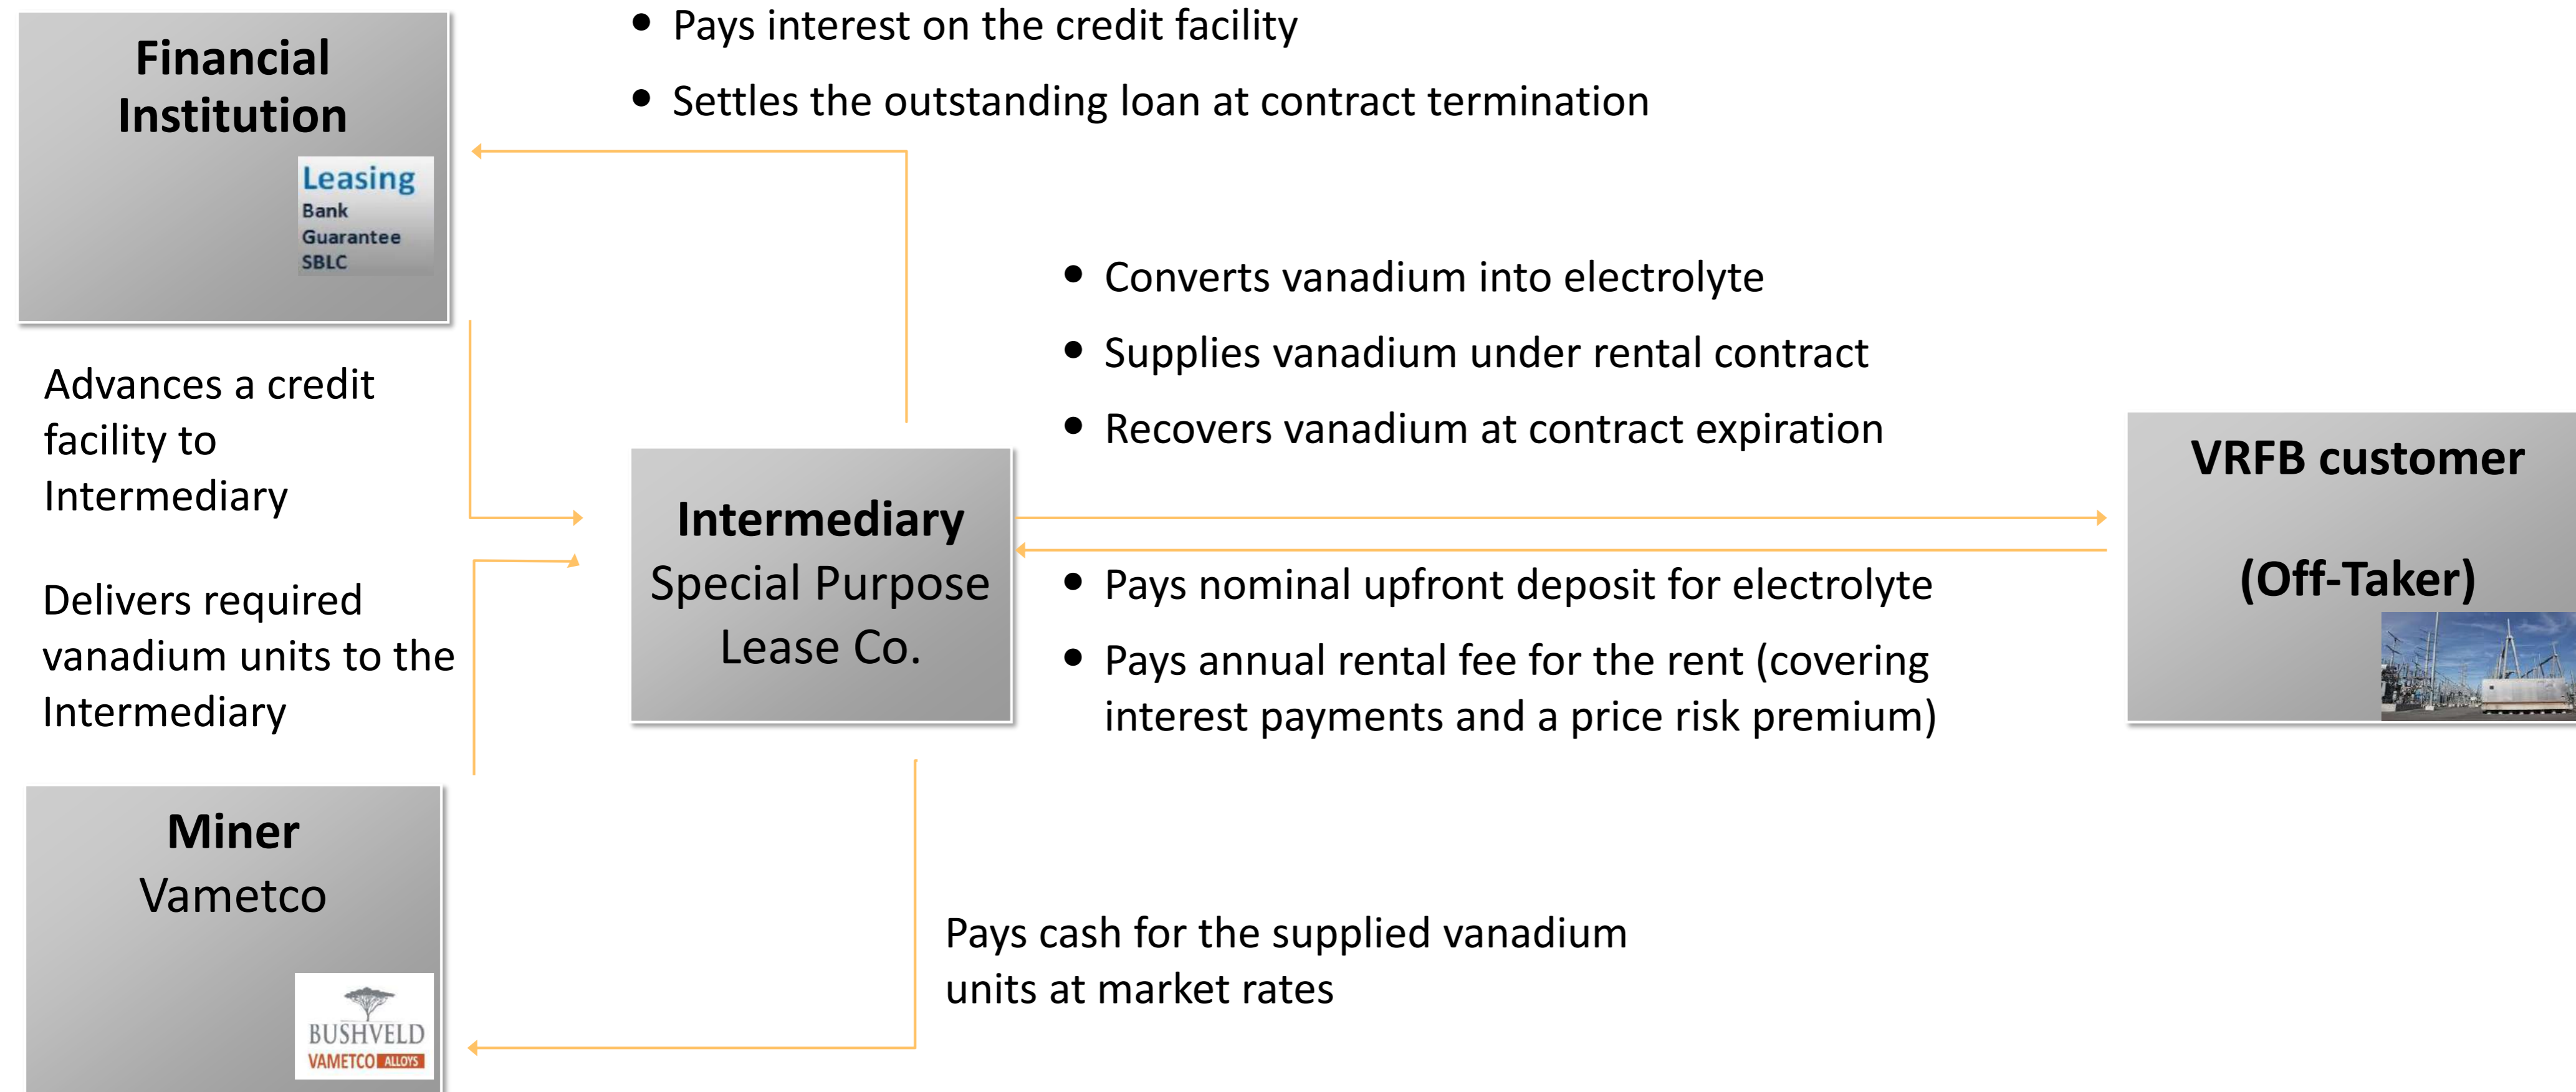 Financial
Institution
Leasing
Bank
Guarantee
SBLC
• Pays interest on the credit facility
• Settles the outstanding loan at contract termination
Advances a credit
facility to
Intermediary
• Converts vanadium into electrolyte
• Supplies vanadium under rental contract
• Recovers vanadium at contract expiration
Intermediary
Special Purpose
Lease Co.
VRFB customer
(Off-Taker)
Delivers required
vanadium units to the
Intermediary
• Pays nominal upfront deposit for electrolyte
• Pays annual rental fee for the rent (covering
interest payments and a price risk premium)
Miner
Vametco
BUSHVELD
VAMETCO ALLOYS
Pays cash for the supplied vanadium
units at market rates